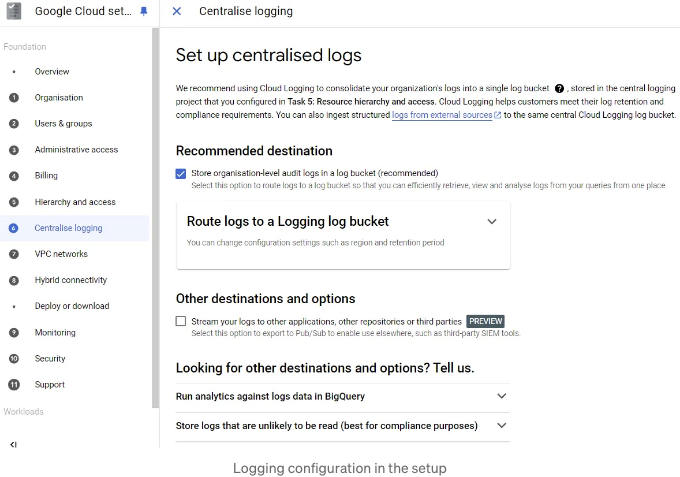 Google Cloud set...
Centralise logging
Foundation
Overview
1 Organisation
2 Users & groups
3 Administrative access
4 Billing
5 Hierarchy and access
6 Centralise logging
7 VPC networks
8 Hybrid connectivity
Deploy or download
9 Monitoring
10 Security
11 Support
Workloads
Set up centralised logs
We recommend using Cloud Logging to consolidate your organization's logs into a single log bucket ? , stored in the central logging
project that you configured in Task 5: Resource hierarchy and access. Cloud Logging helps customers meet their log retention and
compliance requirements. You can also ingest structured logs from external sources to the same central Cloud Logging log bucket.
Recommended destination
Store organisation-level audit logs in a log bucket (recommended)
Select this option to route logs to a log bucket so that you can efficiently retrieve, view and analyse logs from your queries from one place
Route logs to a Logging log bucket
You can change configuration settings such as region and retention period
Other destinations and options
Stream your logs to other applications, other repositories or third parties PREVIEW
Select this option to export to Pub/Sub to enable use elsewhere, such as third-party SIEM tools.
Looking for other destinations and options? Tell us.
Run analytics against logs data in BigQuery
Store logs that are unlikely to be read (best for compliance purposes)
Logging configuration in the setup